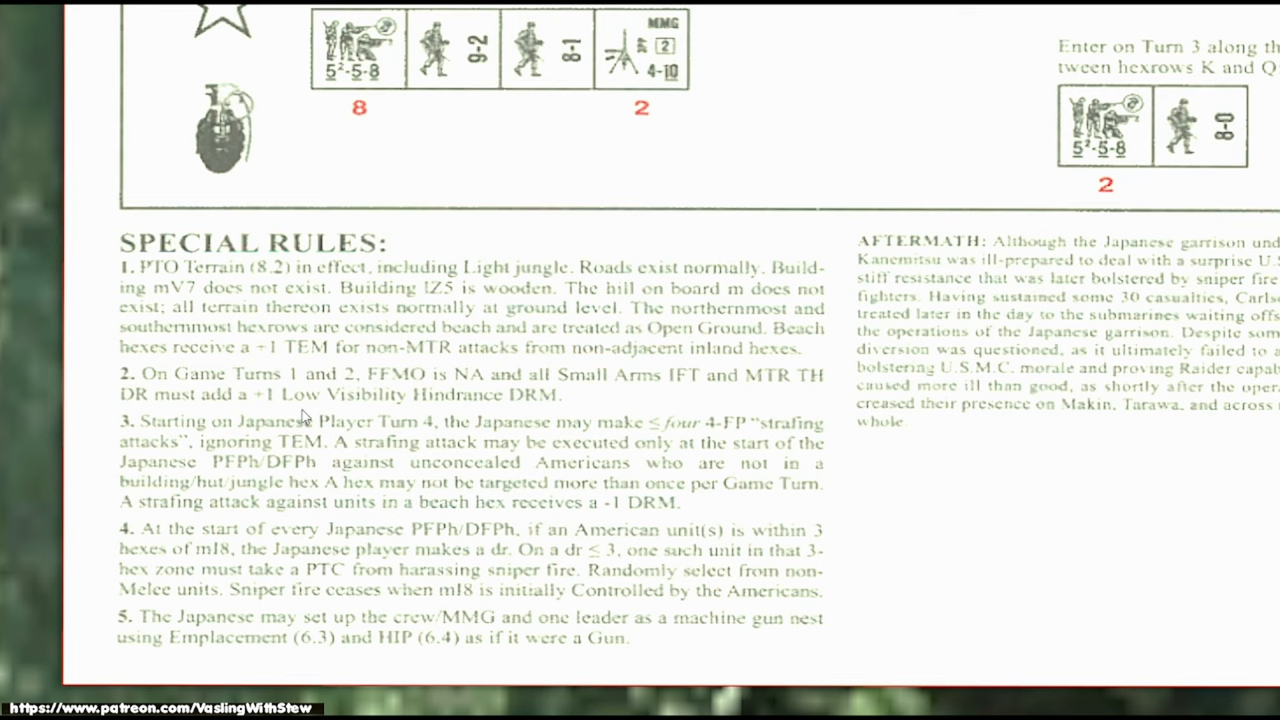 MMG
5²-5-8
9-2
8-1
2
4-10
8
2
Enter on Turn 3 along th
tween hexrows K and Q
5²-5-8
8-0
2
SPECIAL RULES:
1. PTO Terrain (8.2) in effect, including Light jungle. Roads exist normally. Build-
ing mV7 does not exist. Building IZ5 is wooden. The hill on board m does not
exist; all terrain thereon exists normally at ground level. The northernmost and
southernmost hexrows are considered beach and are treated as Open Ground. Beach
hexes receive a +1 TEM for non-MTR attacks from non-adjacent inland hexes.
2. On Game Turns 1 and 2, FFMO is NA and all Small Arms IFT and MTR TH
DR must add a +1 Low Visibility Hindrance DRM.
3. Starting on Japanese Player Turn 4, the Japanese may make ≤ four 4-FP "strafing
attacks", ignoring TEM. A strafing attack may be executed only at the start of the
Japanese PFPh/DFPh against unconcealed Americans who are not in a
building/hut/jungle hex A hex may not be targeted more than once per Game Turn.
A strafing attack against units in a beach hex receives a -1 DRM.
4. At the start of every Japanese PFPh/DFPh, if an American unit(s) is within 3
hexes of mI8, the Japanese player makes a dr. On a dr ≤ 3, one such unit in that 3-
hex zone must take a PTC from harassing sniper fire. Randomly select from non-
Melee units. Sniper fire ceases when mI8 is initially Controlled by the Americans.
5. The Japanese may set up the crew/MMG and one leader as a machine gun nest
using Emplacement (6.3) and HIP (6.4) as if it were a Gun.
AFTERMATH: Although the Japanese garrison und
Kanemitsu was ill-prepared to deal with a surprise U.S
stiff resistance that was later bolstered by sniper fire
fighters. Having sustained some 30 casualties, Carls
treated later in the day to the submarines waiting offs
the operations of the Japanese garrison. Despite som
diversion was questioned, as it ultimately failed to a
bolstering U.S.M.C. morale and proving Raider capab
caused more ill than good, as shortly after the opera
creased their presence on Makin, Tarawa, and across
whole.
https://www.patreon.com/VaslingWithStew